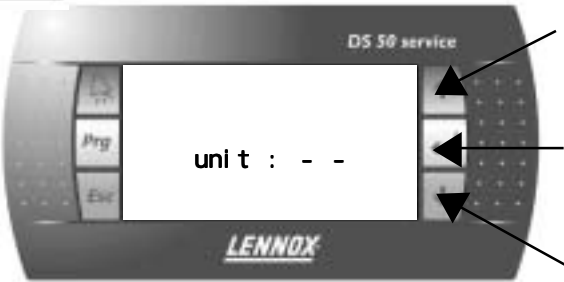 DS 50 service
Prg
unit : - -
Esc
LENNOX